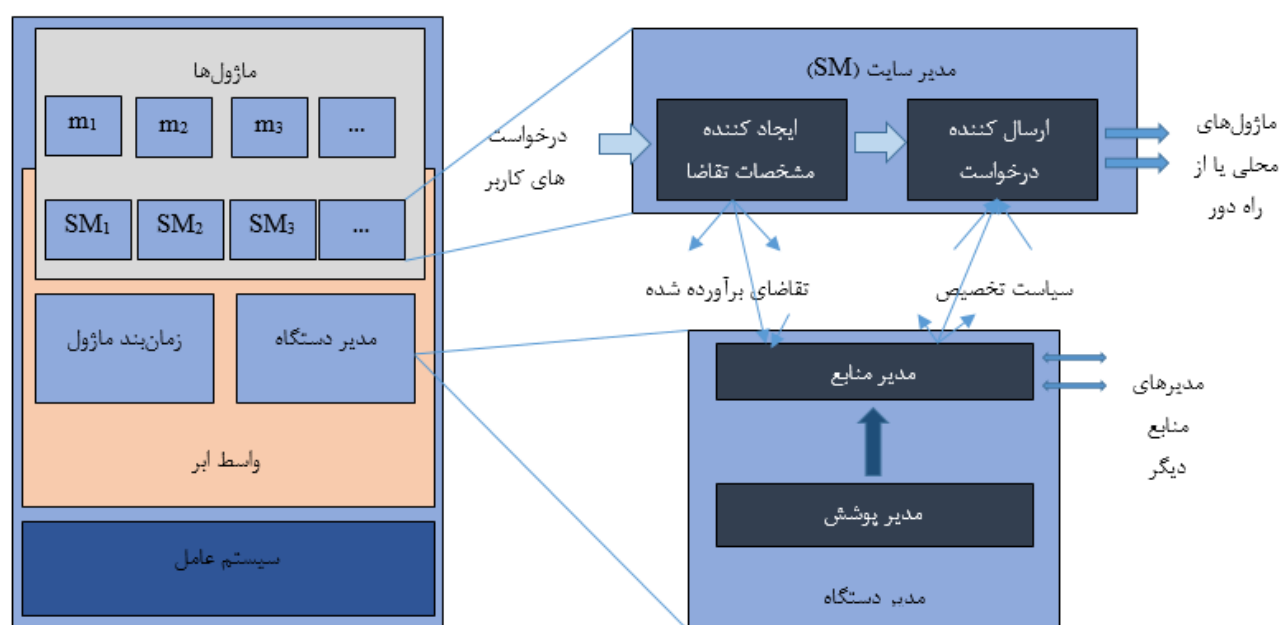 ماژول‌ها
m1
m2
m3
...
SM1
SM2
SM3
...
زمان‌بند ماژول
مدیر دستگاه
واسط ابر
سیستم عامل
درخواست
های کاربر
مدیر سایت (SM)
ایجاد کننده
مشخصات تقاضا
ارسال کننده
درخواست
ماژول‌های
محلی یا از
راه دور
تقاضای برآورده شده
سیاست تخصیص
مدیر منابع
مدیر پوشش
مدیر دستگاه
مدیرهای
منابع
دیگر